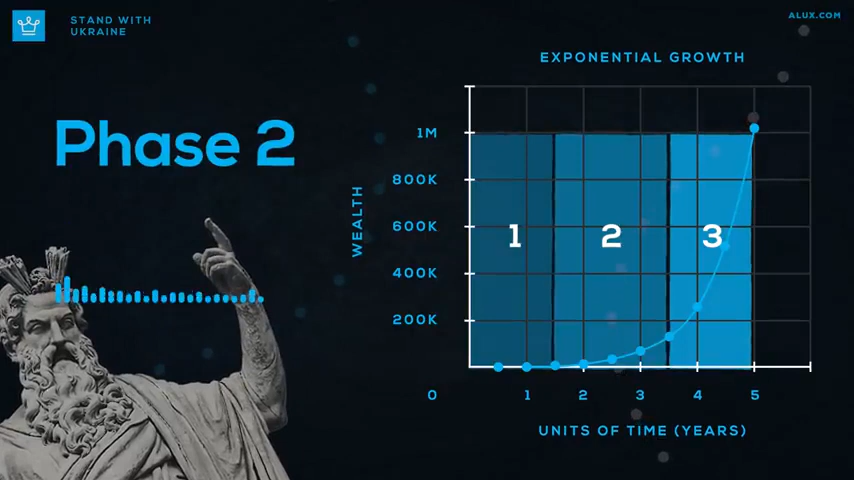 STAND WITH
UKRAINE
ALUX.COM
EXPONENTIAL GROWTH
Phase 2
WEALTH
1M
800K
600K
400K
200K
0
1
2
3
1
2
3
4
5
UNITS OF TIME (YEARS)